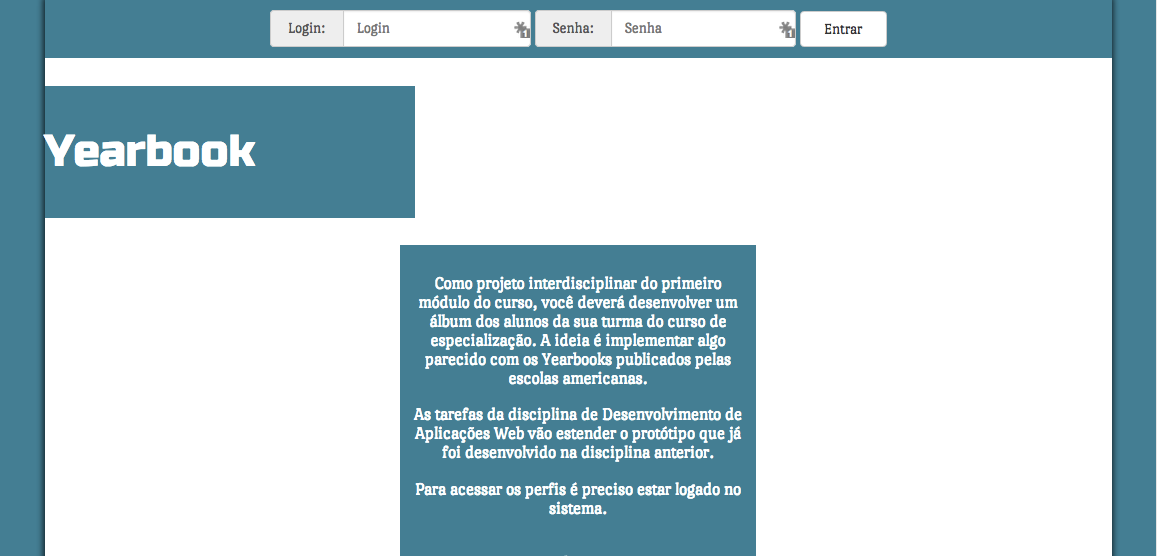 Login: Login Senha: Senha Entrar
Yearbook
Como projeto interdisciplinar do primeiro
módulo do curso, você deverá desenvolver um
álbum dos alunos da sua turma do curso de
especialização. A ideia é implementar algo
parecido com os Yearbooks publicados pelas
escolas americanas.
As tarefas da disciplina de Desenvolvimento de
Aplicações Web vão estender o protótipo que já
foi desenvolvido na disciplina anterior.
Para acessar os perfis é preciso estar logado no
sistema.